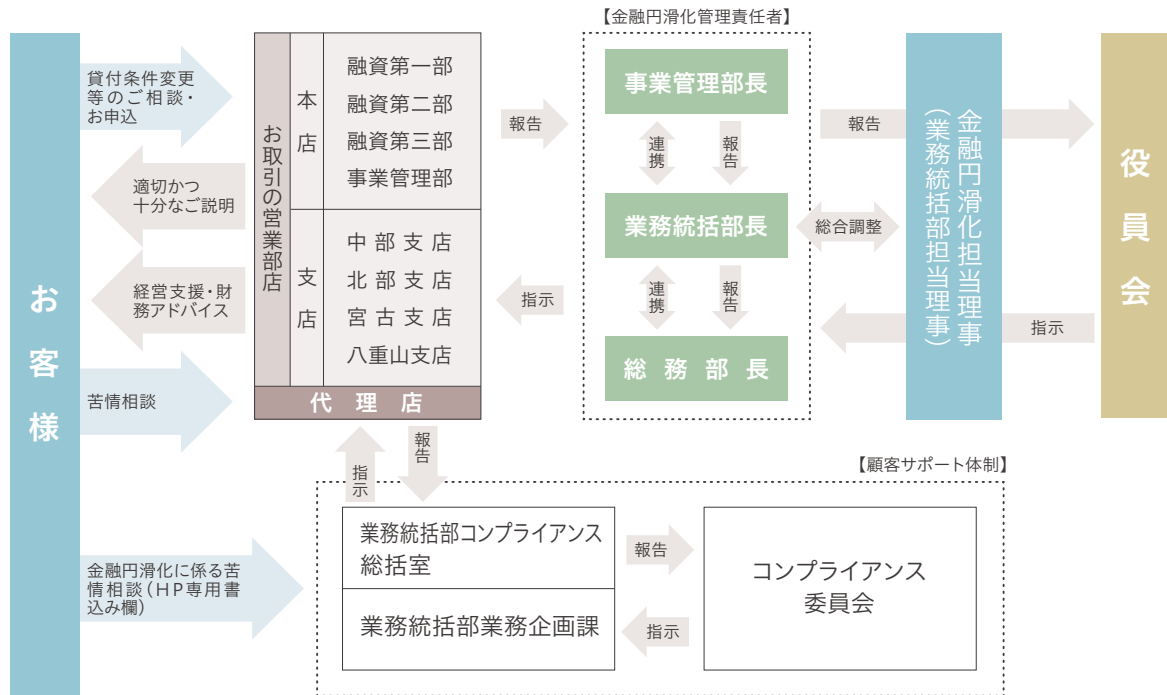 【金融円滑化管理責任者】
お客様
貸付条件変更
等のご相談・
お申込
適切かつ
十分なご説明
経営支援・財
務アドバイス
苦情相談
金融円滑化に係る苦
情相談(HP専用書
込み欄)
お取引の営業部店
本店
融資第一部
融資第二部
融資第三部
事業管理部
支店
中部支店
北部支店
宮古支店
八重山支店
代理店
報告
指示
事業管理部長
連携
報告
業務統括部長
連携
報告
総務部長
報告
総合調整
指示
金融円滑化担当理事
(業務統括部担当理事)
役員会
指示
報告
【顧客サポート体制】
業務統括部コンプライアンス
総括室
業務統括部業務企画課
報告
指示
コンプライアンス
委員会